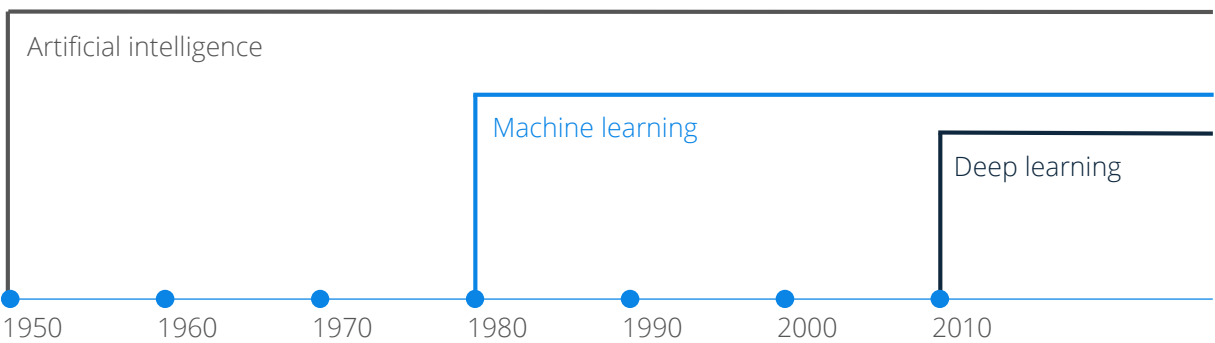 Artificial intelligence
Machine learning
Deep learning
1950 1960 1970 1980 1990 2000 2010